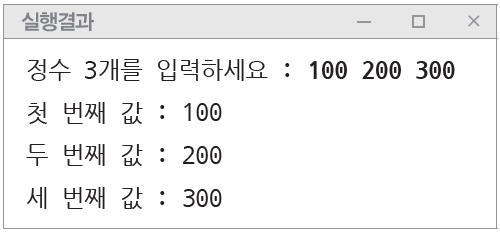 실행결과
정수 3개를 입력하세요 : 100 200 300
첫 번째 값 : 100
두 번째 값 : 200
세 번째 값 : 300